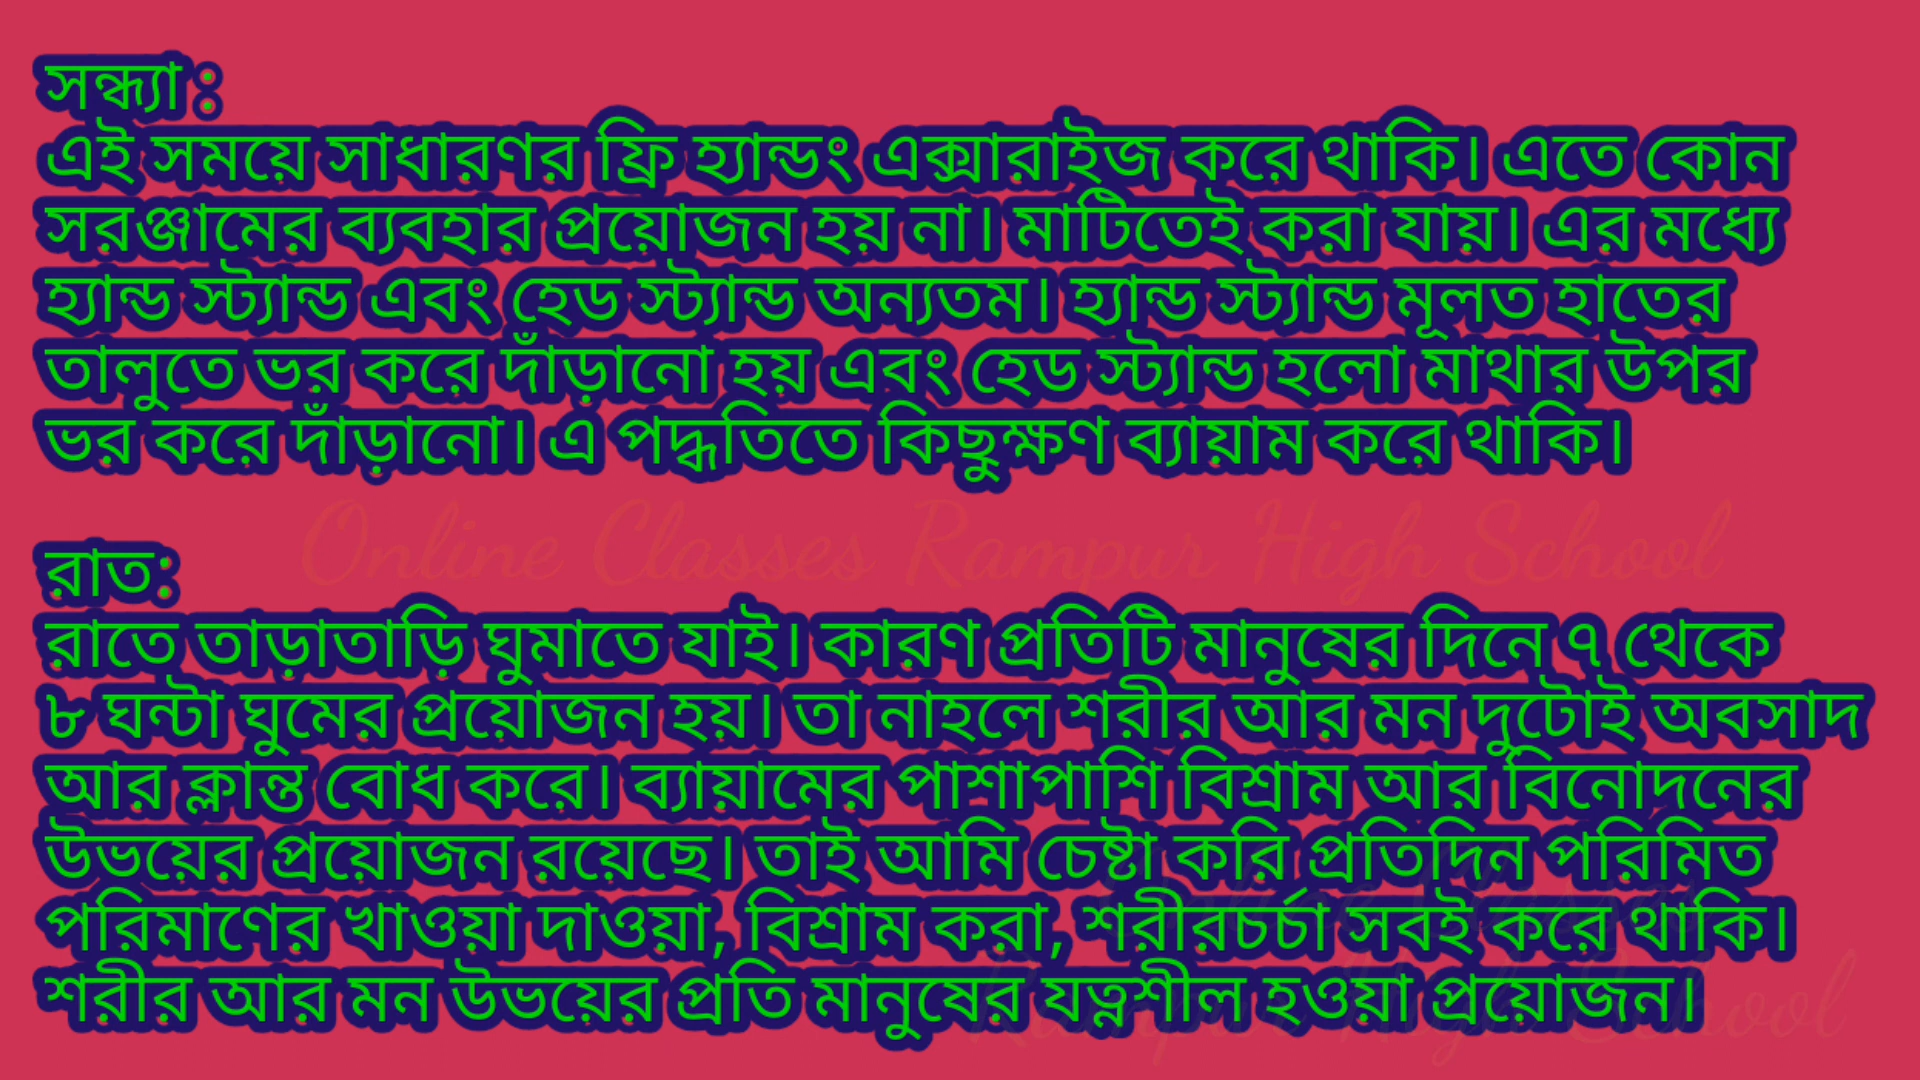 সন্ধ্যা ঃ
এই সময়ে সাধারণর ফ্রি হ্যান্ডং এক্সারাইজ করে থাকি। এতে কোন
সরঞ্জামের ব্যবহার প্রয়োজন হয় না। মাটিতেই করা যায়। এর মধ্যে
হ্যান্ড স্ট্যান্ড এবং হেড স্ট্যান্ড অন্যতম। হ্যান্ড স্ট্যান্ড মূলত হাতের
তালুতে ভর করে দাঁড়ানো হয় এবং হেড স্ট্যান্ড হলো মাথার উপর
ভর করে দাঁড়ানো। এ পদ্ধতিতে কিছুক্ষণ ব্যায়াম করে থাকি।
Online Classes Rampur High School
রাত:
রাতে তাড়াতাড়ি ঘুমাতে যাই। কারণ প্রতিটি মানুষের দিনে ৭ থেকে
৮ ঘন্টা ঘুমের প্রয়োজন হয়। তা নাহলে শরীর আর মন দুটোই অবসাদ
আর ক্লান্ত বোধ করে। ব্যায়ামের পাশাপাশি বিশ্রাম আর বিনোদনের
উভয়ের প্রয়োজন রয়েছে। তাই আমি চেষ্টা করি প্রতিদিন পরিমিত
পরিমাণের খাওয়া দাওয়া, বিশ্রাম করা, শরীরচর্চা সবই করে থাকি।
শরীর আর মন উভয়ের প্রতি মানুষের যত্নশীল হওয়া প্রয়োজন।
Rampur High School